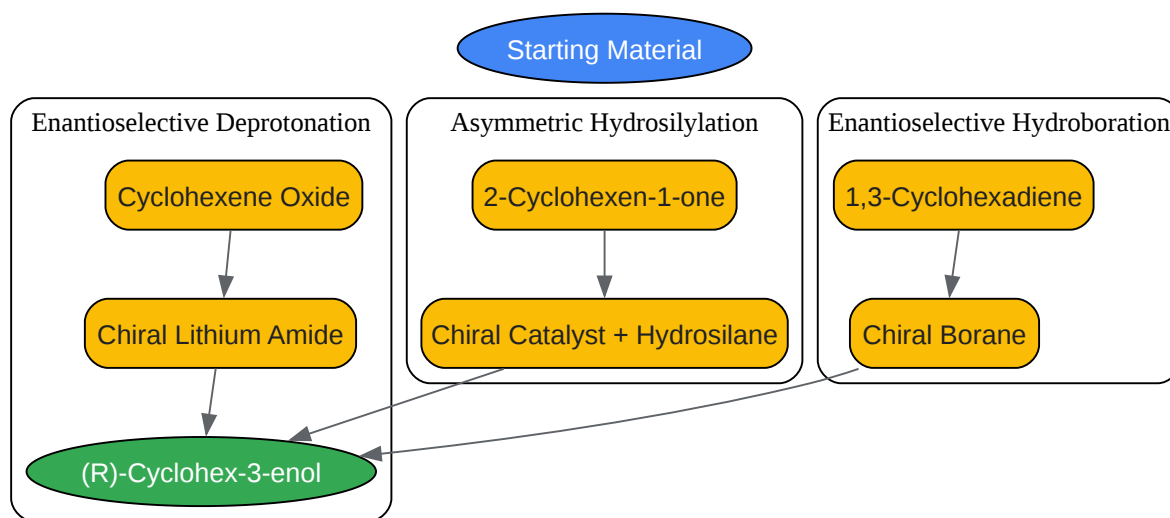 Starting Material
Enantioselective Deprotonation
Asymmetric Hydrosilylation
Enantioselective Hydroboration
Cyclohexene Oxide
2-Cyclohexen-1-one
1,3-Cyclohexadiene
Chiral Lithium Amide
Chiral Catalyst + Hydrosilane
Chiral Borane
(R)-Cyclohex-3-enol